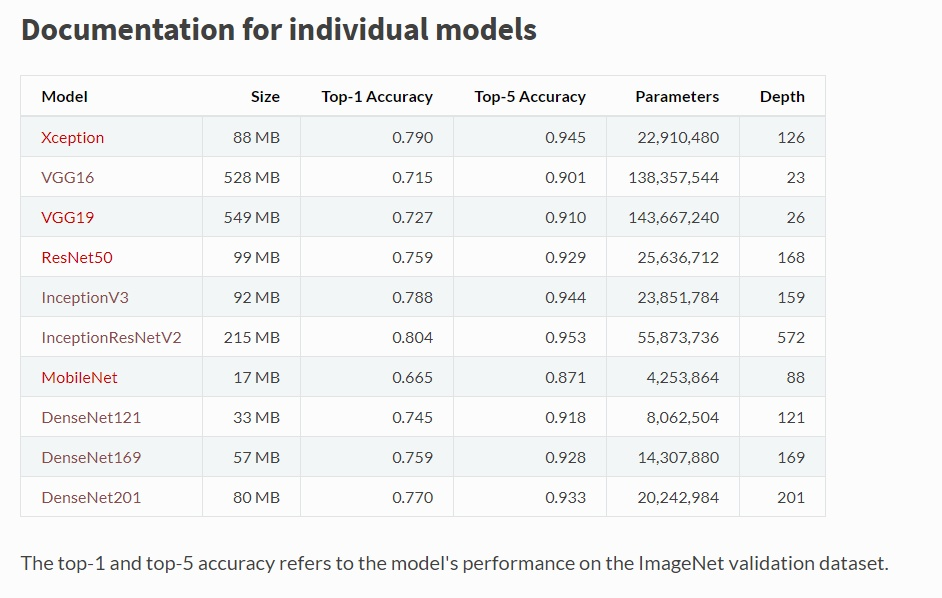 Documentation for individual models
Model Size Top-1 Accuracy Top-5 Accuracy Parameters Depth
Xception 88 MB 0.790 0.945 22,910,480 126
VGG16 528 MB 0.715 0.901 138,357,544 23
VGG19 549 MB 0.727 0.910 143,667,240 26
ResNet50 99 MB 0.759 0.929 25,636,712 168
InceptionV3 92 MB 0.788 0.944 23,851,784 159
InceptionResNetV2 215 MB 0.804 0.953 55,873,736 572
MobileNet 17 MB 0.665 0.871 4,253,864 88
DenseNet121 33 MB 0.745 0.918 8,062,504 121
DenseNet169 57 MB 0.759 0.928 14,307,880 169
DenseNet201 80 MB 0.770 0.933 20,242,984 201
The top-1 and top-5 accuracy refers to the model's performance on the ImageNet validation dataset.